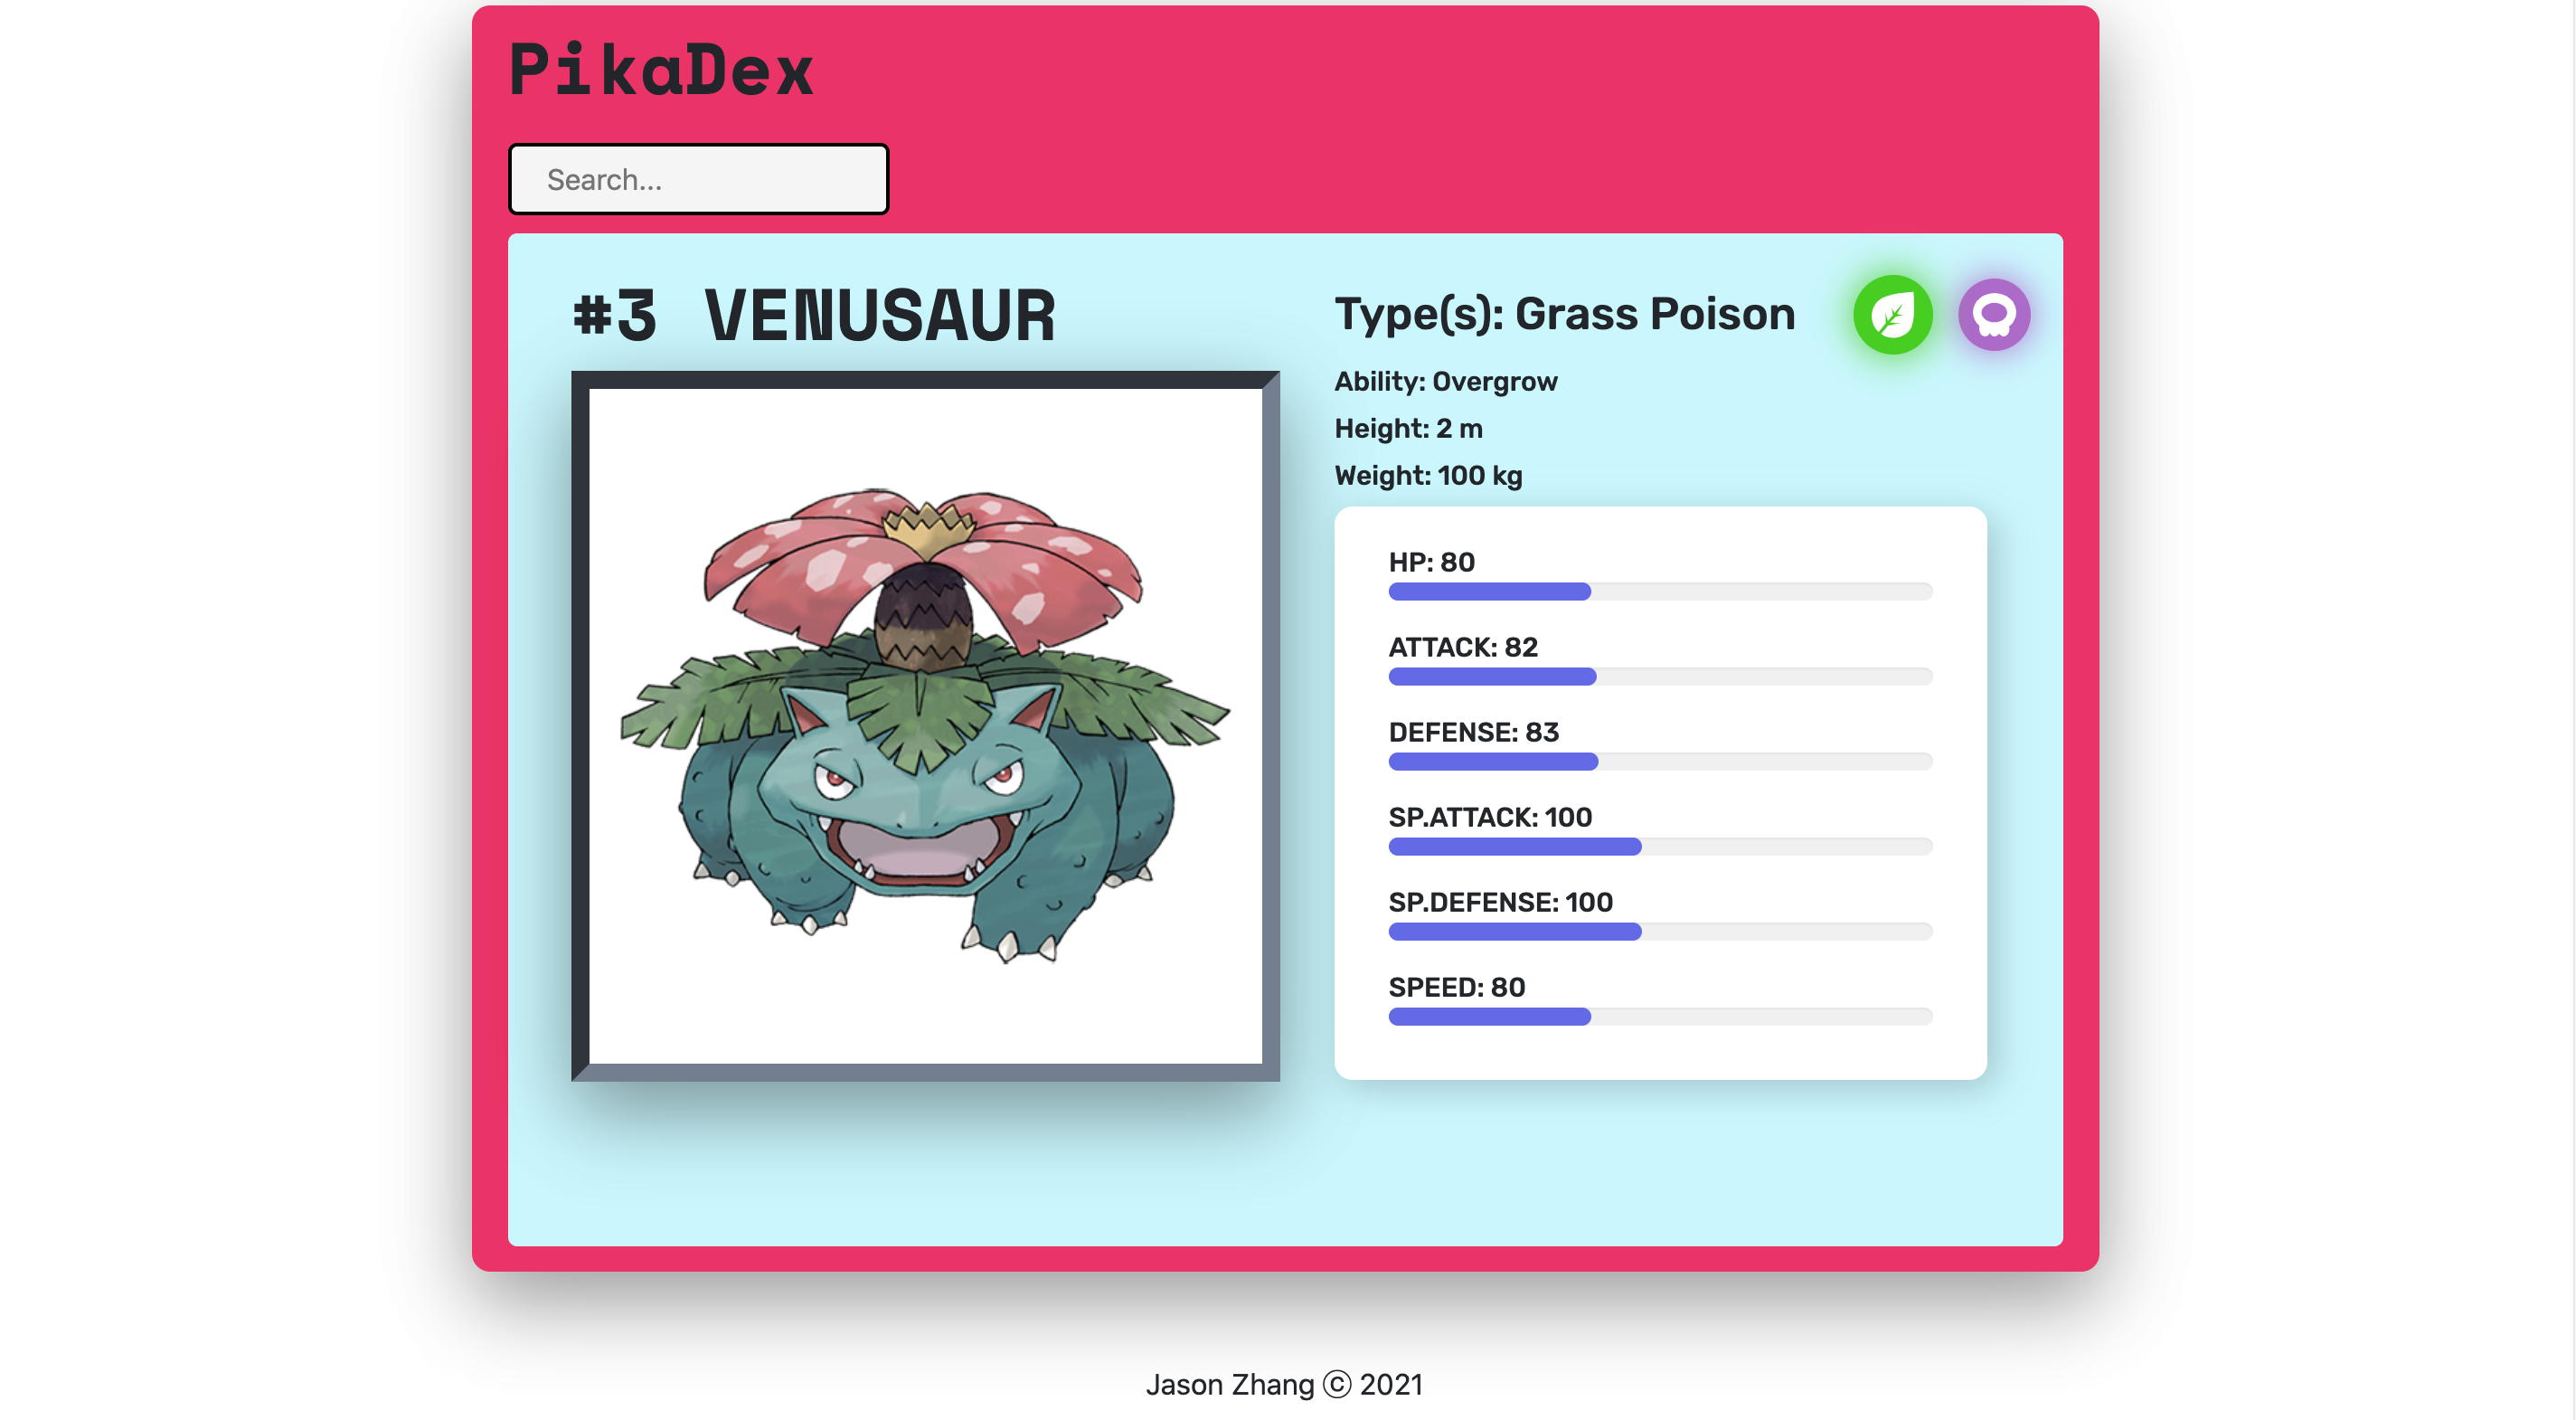 PikaDex
Search...
#3 VENUSAUR
Type(s): Grass Poison
Ability: Overgrow
Height: 2 m
Weight: 100 kg
HP: 80
ATTACK: 82
DEFENSE: 83
SP.ATTACK: 100
SP.DEFENSE: 100
SPEED: 80
Jason Zhang ⓒ 2021